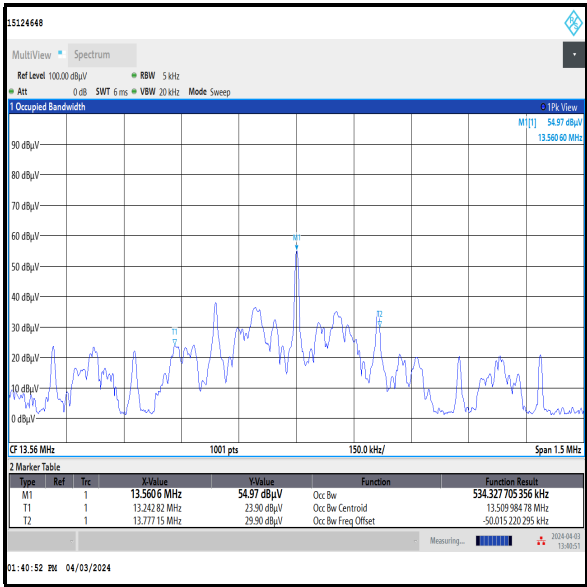 15124648
R S
MultiView Spectrum
Ref Level 100.00 dBµV RBW 5 kHz
Att 0 dB SWT 6 ms VBW 20 kHz Mode Sweep
1 Occupied Bandwidth 1Pk View
M1[1] 54.97 dBµV
13.560 60 MHz
90 dBµV
80 dBµV
70 dBµV
60 dBµV
M1
50 dBµV
40 dBµV
T2
30 dBµV
T1
20 dBµV
10 dBµV
0 dBµV
CF 13.56 MHz 1001 pts 150.0 kHz/ Span 1.5 MHz
2 Marker Table
Type Ref Trc X-Value Y-Value Function Function Result
M1 1 13.560 6 MHz 54.97 dBµV Occ Bw 534.327 705 356 kHz
T1 1 13.242 82 MHz 23.90 dBµV Occ Bw Centroid 13.509 984 78 MHz
T2 1 13.777 15 MHz 29.90 dBµV Occ Bw Freq Offset -50.015 220 295 kHz
Measuring... 2024-04-03
13:40:51
01:40:52 PM 04/03/2024